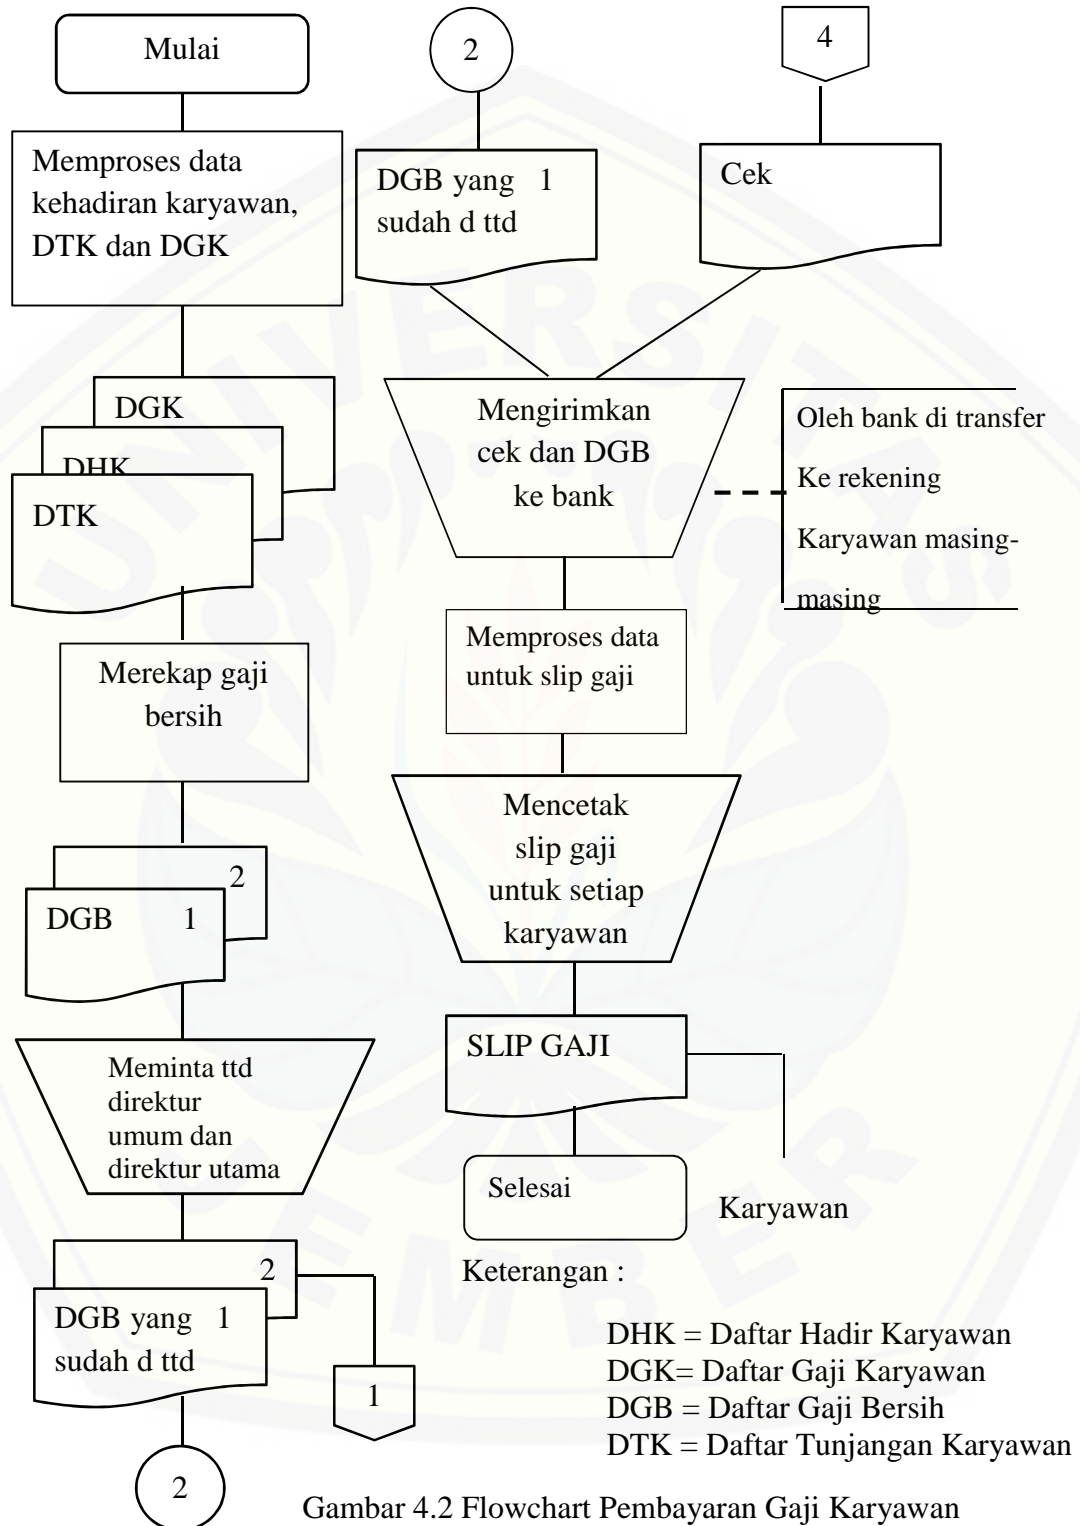 Mulai
Memproses data
kehadiran karyawan,
DTK dan DGK
DGK
DHK
DTK
Merekap gaji
bersih
2
DGB 1
Meminta ttd
direktur
umum dan
direktur utama
2
DGB yang 1
sudah d ttd
1
2
2
DGB yang 1
sudah d ttd
4
Cek
Mengirimkan
cek dan DGB
ke bank
Oleh bank di transfer
Ke rekening
Karyawan masing-
masing
Memproses data
untuk slip gaji
Mencetak
slip gaji
untuk setiap
karyawan
SLIP GAJI
Selesai
Karyawan
Keterangan :
DHK = Daftar Hadir Karyawan
DGK= Daftar Gaji Karyawan
DGB = Daftar Gaji Bersih
DTK = Daftar Tunjangan Karyawan
Gambar 4.2 Flowchart Pembayaran Gaji Karyawan
UNIVERSITAS
JEMBER